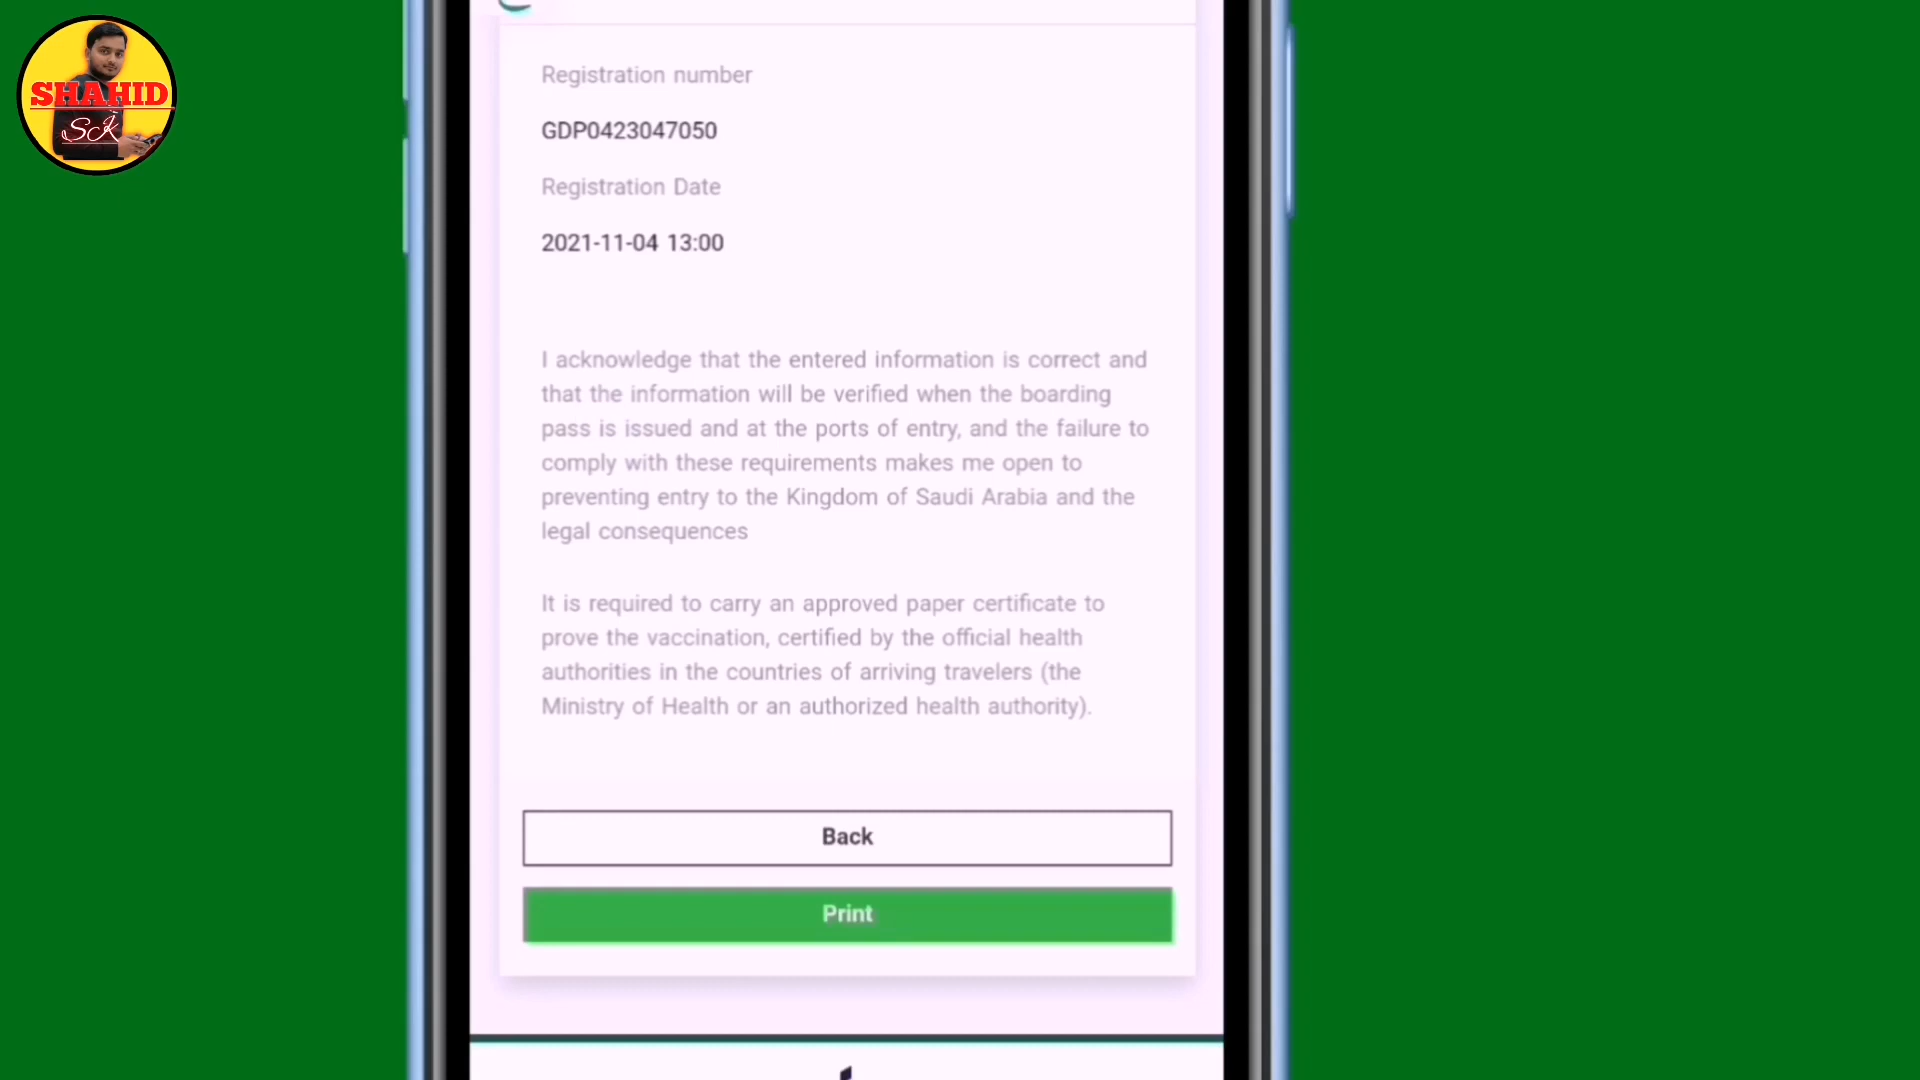 SHAHID
SK
Registration number
GDP0423047050
Registration Date
2021-11-04 13:00
I acknowledge that the entered information is correct and
that the information will be verified when the boarding
pass is issued and at the ports of entry, and the failure to
comply with these requirements makes me open to
preventing entry to the Kingdom of Saudi Arabia and the
legal consequences
It is required to carry an approved paper certificate to
prove the vaccination, certified by the official health
authorities in the countries of arriving travelers (the
Ministry of Health or an authorized health authority).
Back
Print